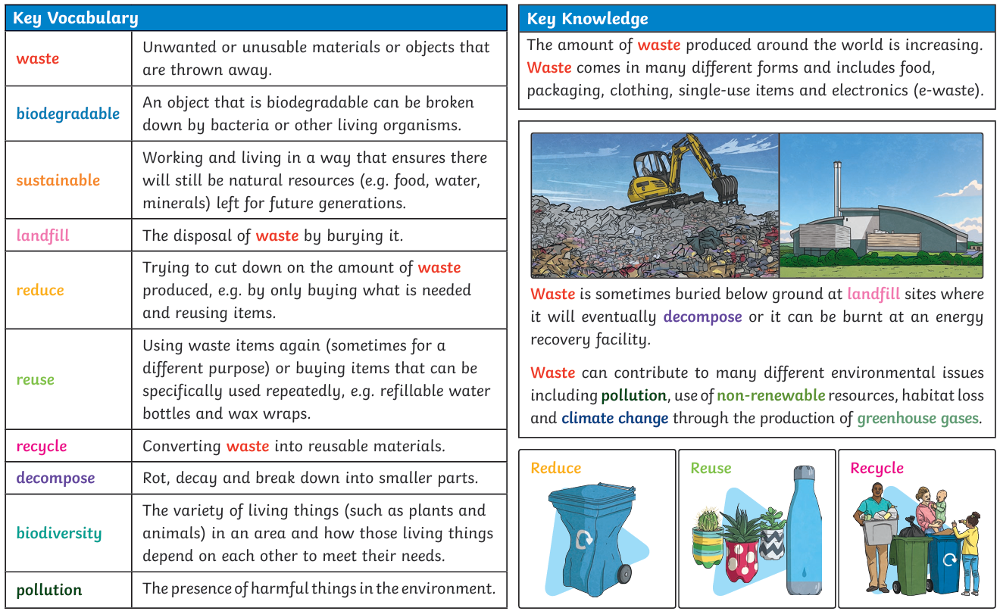 Key Vocabulary
waste
Unwanted or unusable materials or objects that
are thrown away.
biodegradable
An object that is biodegradable can be broken
down by bacteria or other living organisms.
sustainable
Working and living in a way that ensures there
will still be natural resources (e.g. food, water,
minerals) left for future generations.
landfill
The disposal of waste by burying it.
reduce
Trying to cut down on the amount of waste
produced, e.g. by only buying what is needed
and reusing items.
reuse
Using waste items again (sometimes for a
different purpose) or buying items that can be
specifically used repeatedly, e.g. refillable water
bottles and wax wraps.
recycle
Converting waste into reusable materials.
decompose
Rot, decay and break down into smaller parts.
biodiversity
The variety of living things (such as plants and
animals) in an area and how those living things
depend on each other to meet their needs.
pollution
The presence of harmful things in the environment.
Key Knowledge
The amount of waste produced around the world is increasing.
Waste comes in many different forms and includes food,
packaging, clothing, single-use items and electronics (e-waste).
Waste is sometimes buried below ground at landfill sites where
it will eventually decompose or it can be burnt at an energy
recovery facility.
Waste can contribute to many different environmental issues
including pollution, use of non-renewable resources, habitat loss
and climate change through the production of greenhouse gases.
Reduce
Reuse
Recycle